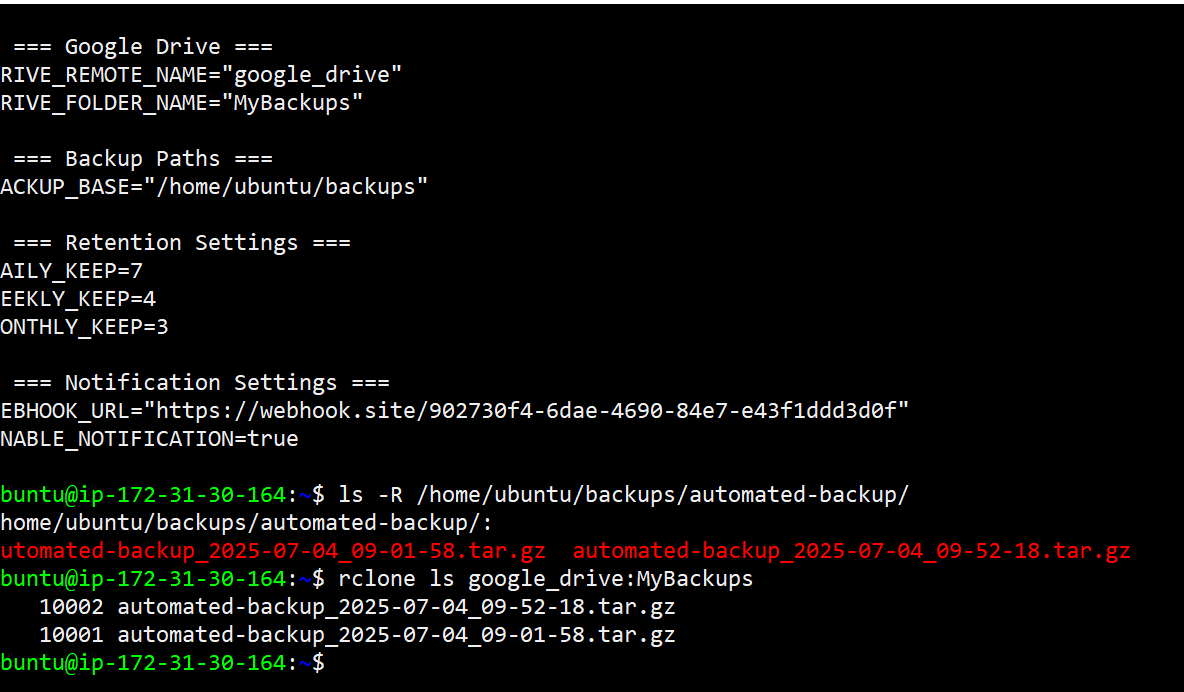 === Google Drive ===
RIVE_REMOTE_NAME="google_drive"
RIVE_FOLDER_NAME="MyBackups"
=== Backup Paths ===
ACKUP_BASE="/home/ubuntu/backups"
=== Retention Settings ===
AILY_KEEP=7
EEKLY_KEEP=4
ONTHLY_KEEP=3
=== Notification Settings ===
EBHOOK_URL="https://webhook.site/902730f4-6dae-4690-84e7-e43f1ddd3d0f"
NABLE_NOTIFICATION=true
buntu@ip-172-31-30-164:~$ ls -R /home/ubuntu/backups/automated-backup/
home/ubuntu/backups/automated-backup/:
utomated-backup_2025-07-04_09-01-58.tar.gz  automated-backup_2025-07-04_09-52-18.tar.gz
buntu@ip-172-31-30-164:~$ rclone ls google_drive:MyBackups
10002 automated-backup_2025-07-04_09-52-18.tar.gz
10001 automated-backup_2025-07-04_09-01-58.tar.gz
buntu@ip-172-31-30-164:~$